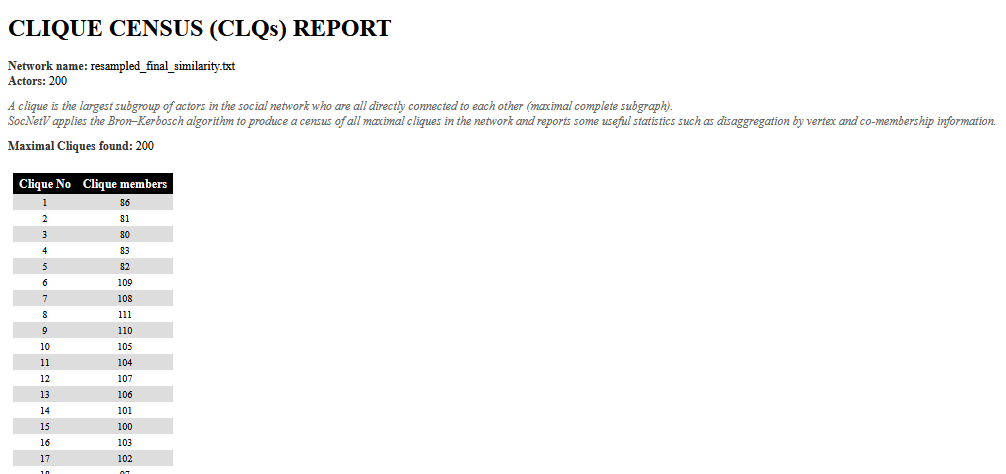 CLIQUE CENSUS (CLQs) REPORT
Network name: resampled_final_similarity.txt
Actors: 200
A clique is the largest subgroup of actors in the social network who are all directly connected to each other (maximal complete subgraph).
SocNetV applies the Bron–Kerbosch algorithm to produce a census of all maximal cliques in the network and reports some useful statistics such as disaggregation by vertex and co-membership information.
Maximal Cliques found: 200
Clique No Clique members
1 86
2 81
3 80
4 83
5 82
6 109
7 108
8 111
9 110
10 105
11 104
12 107
13 106
14 101
15 100
16 103
17 102